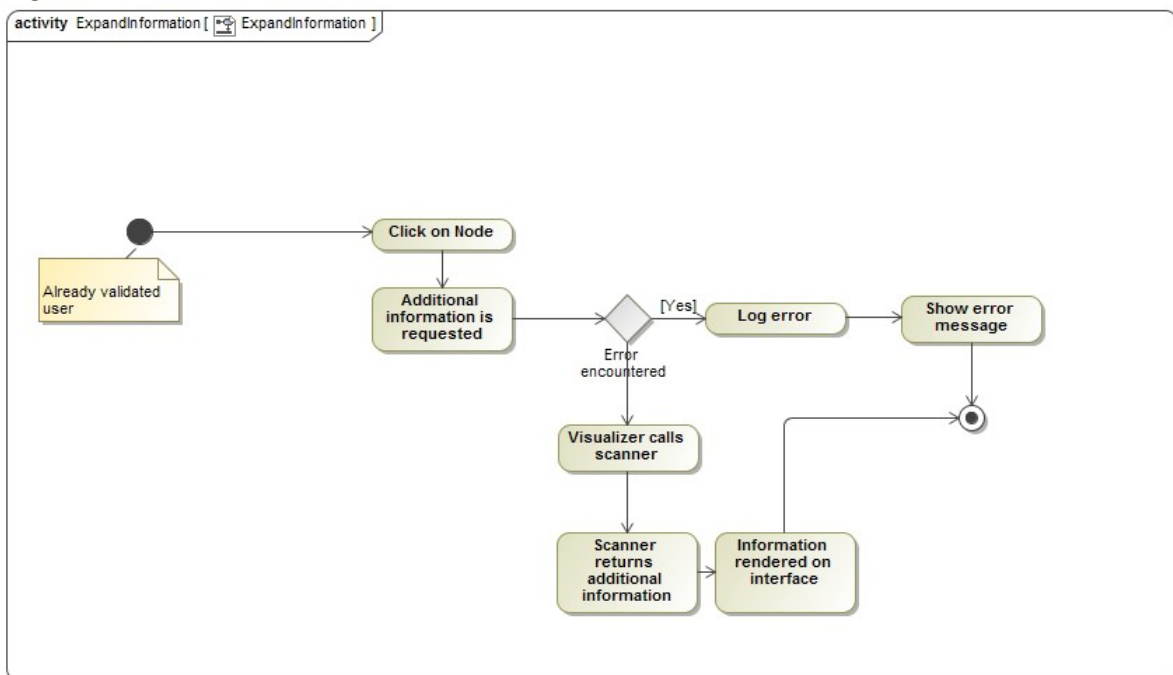 activity ExpandInformation [ ExpandInformation ]
Click on Node
Already validated
user
Additional
information is
requested
[Yes]
Log error
Show error
message
Error
encountered
Visualizer calls
scanner
Scanner
returns
additional
information
Information
rendered on
interface